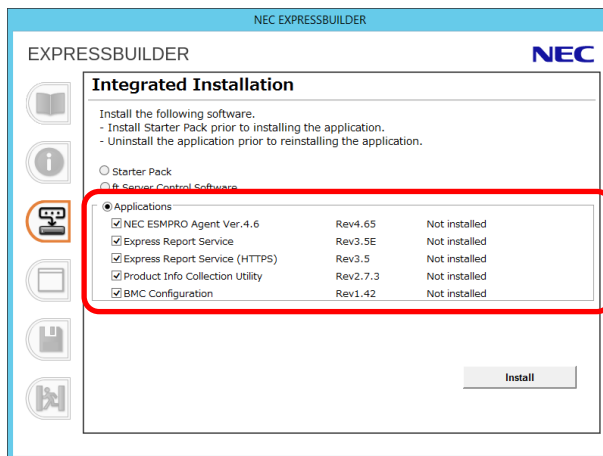 NEC EXPRESSBUILDER
EXPRESSBUILDER NEC
Integrated Installation
Install the following software.
- Install Starter Pack prior to installing the application.
- Uninstall the application prior to reinstalling the application.
Starter Pack
ft Server Control Software
Applications
NEC ESMPRO Agent Ver.4.6 Rev4.65 Not installed
Express Report Service Rev3.5E Not installed
Express Report Service (HTTPS) Rev3.5 Not installed
Product Info Collection Utility Rev2.7.3 Not installed
BMC Configuration Rev1.42 Not installed
Install